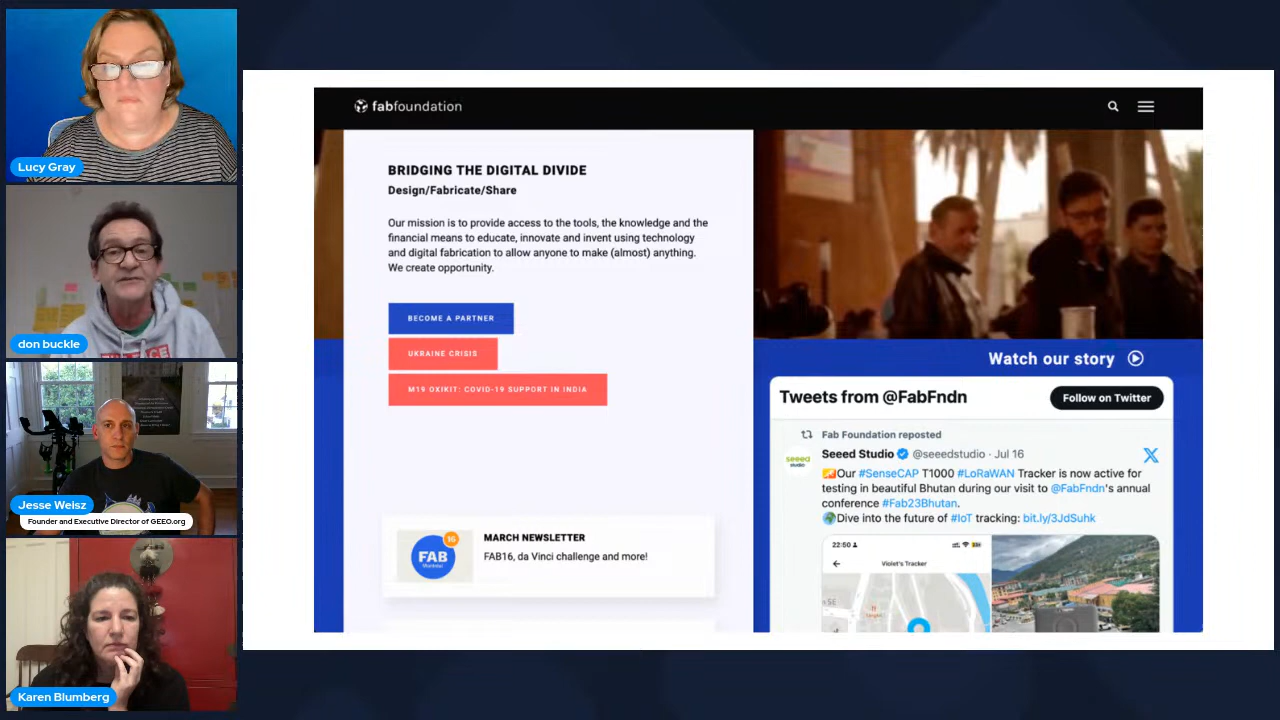 Lucy Gray
don buckle
Jesse Weisz
Founder and Executive Director of GEEO.org
Karen Blumberg
fabfoundation
BRIDGING THE DIGITAL DIVIDE
Design/Fabricate/Share
Our mission is to provide access to the tools, the knowledge and the
financial means to educate, innovate and invent using technology
and digital fabrication to allow anyone to make (almost) anything.
We create opportunity.
BECOME A PARTNER
UKRAINE CRISIS
M19 OXIKIT: COVID-19 SUPPORT IN INDIA
16
FAB
MARCH NEWSLETTER
FAB16, da Vinci challenge and more!
Watch our story
Tweets from @FabFndn
Follow on Twitter
Fab Foundation reposted
seeed
studio
Seeed Studio @seeedstudio · Jul 16
Our #SenseCAP T1000 #LoRaWAN Tracker is now active for
testing in beautiful Bhutan during our visit to @FabFndn's annual
conference #Fab23Bhutan.
Dive into the future of #IoT tracking: bit.ly/3JdSuhk
22:50
Violet's Tracker